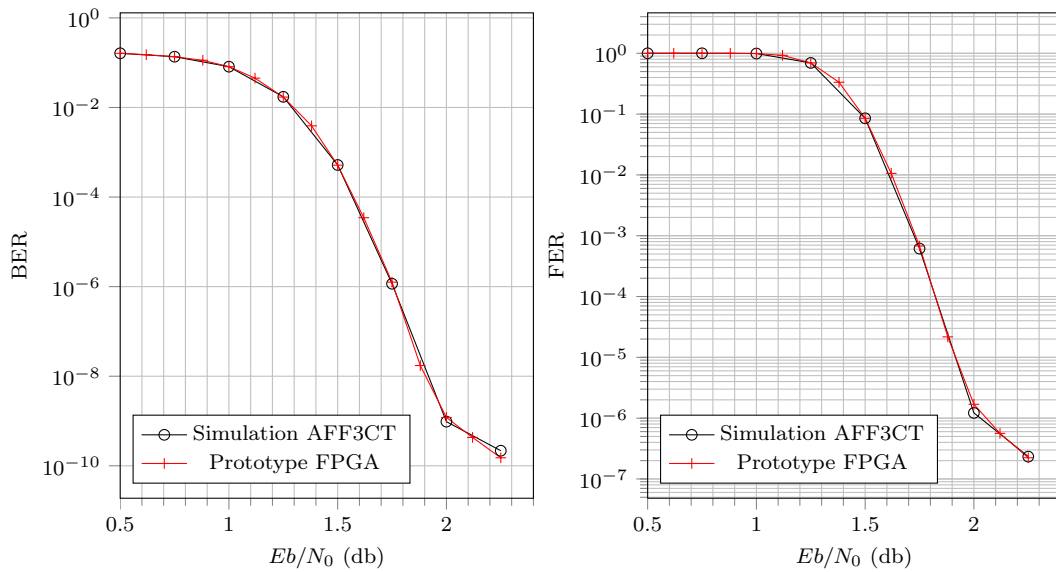 10^0
10^−2
10^−4
10^−6
10^−8
10^−10
BER
0.5 1 1.5 2
Eb/N_0 (db)
Simulation AFF3CT
Prototype FPGA
10^0
10^−1
10^−2
10^−3
10^−4
10^−5
10^−6
10^−7
FER
0.5 1 1.5 2
Eb/N_0 (db)
Simulation AFF3CT
Prototype FPGA